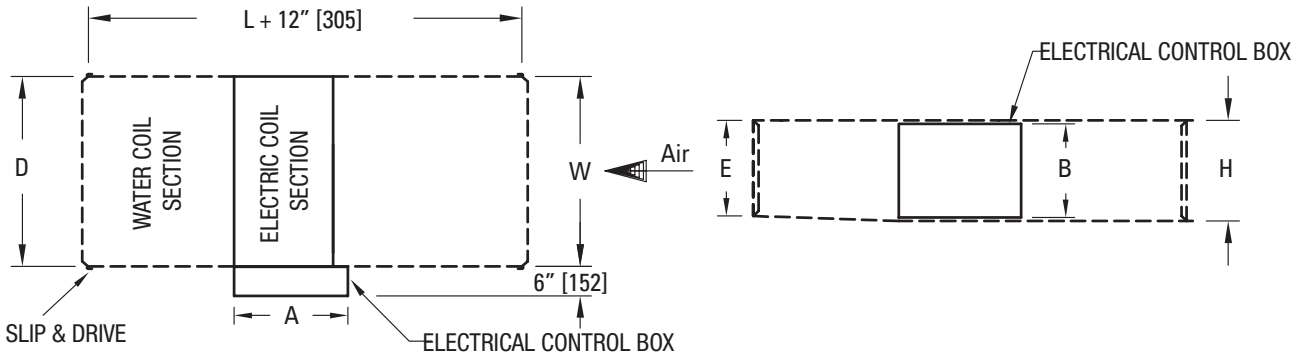 L + 12” [305]
D
WATER COIL
SECTION
ELECTRIC COIL
SECTION
W
Air
6” [152]
A
SLIP & DRIVE
ELECTRICAL CONTROL BOX
ELECTRICAL CONTROL BOX
E
B
H